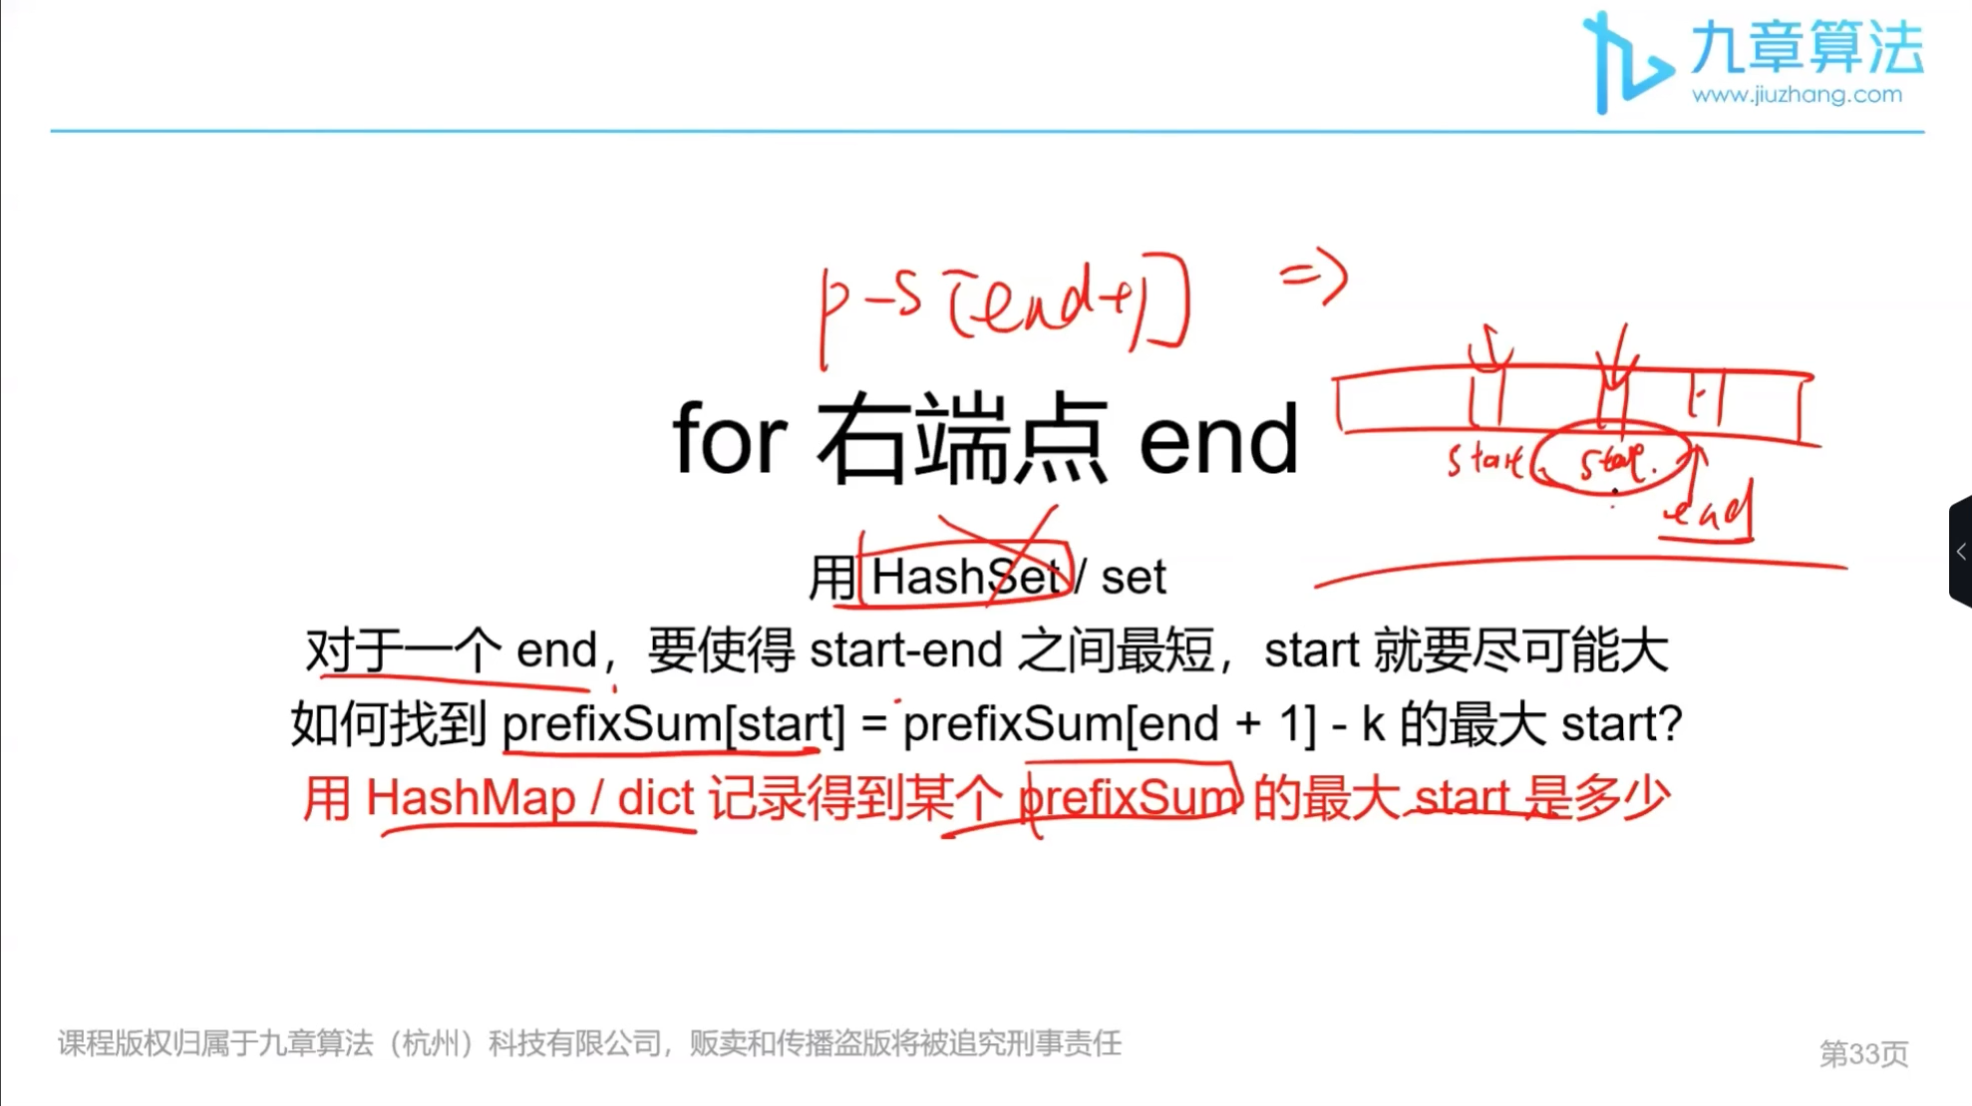 九章算法
www.jiuzhang.com
p-s[end+1] =>
for 右端点 end
start
end
用 HashSet / set
对于一个 end，要使得 start-end 之间最短，start 就要尽可能大
如何找到 prefixSum[start] = prefixSum[end + 1] - k 的最大 start?
用 HashMap / dict 记录得到某个 prefixSum 的最大 start 是多少
课程版权归属于九章算法（杭州）科技有限公司，贩卖和传播盗版将被追究刑事责任
第33页